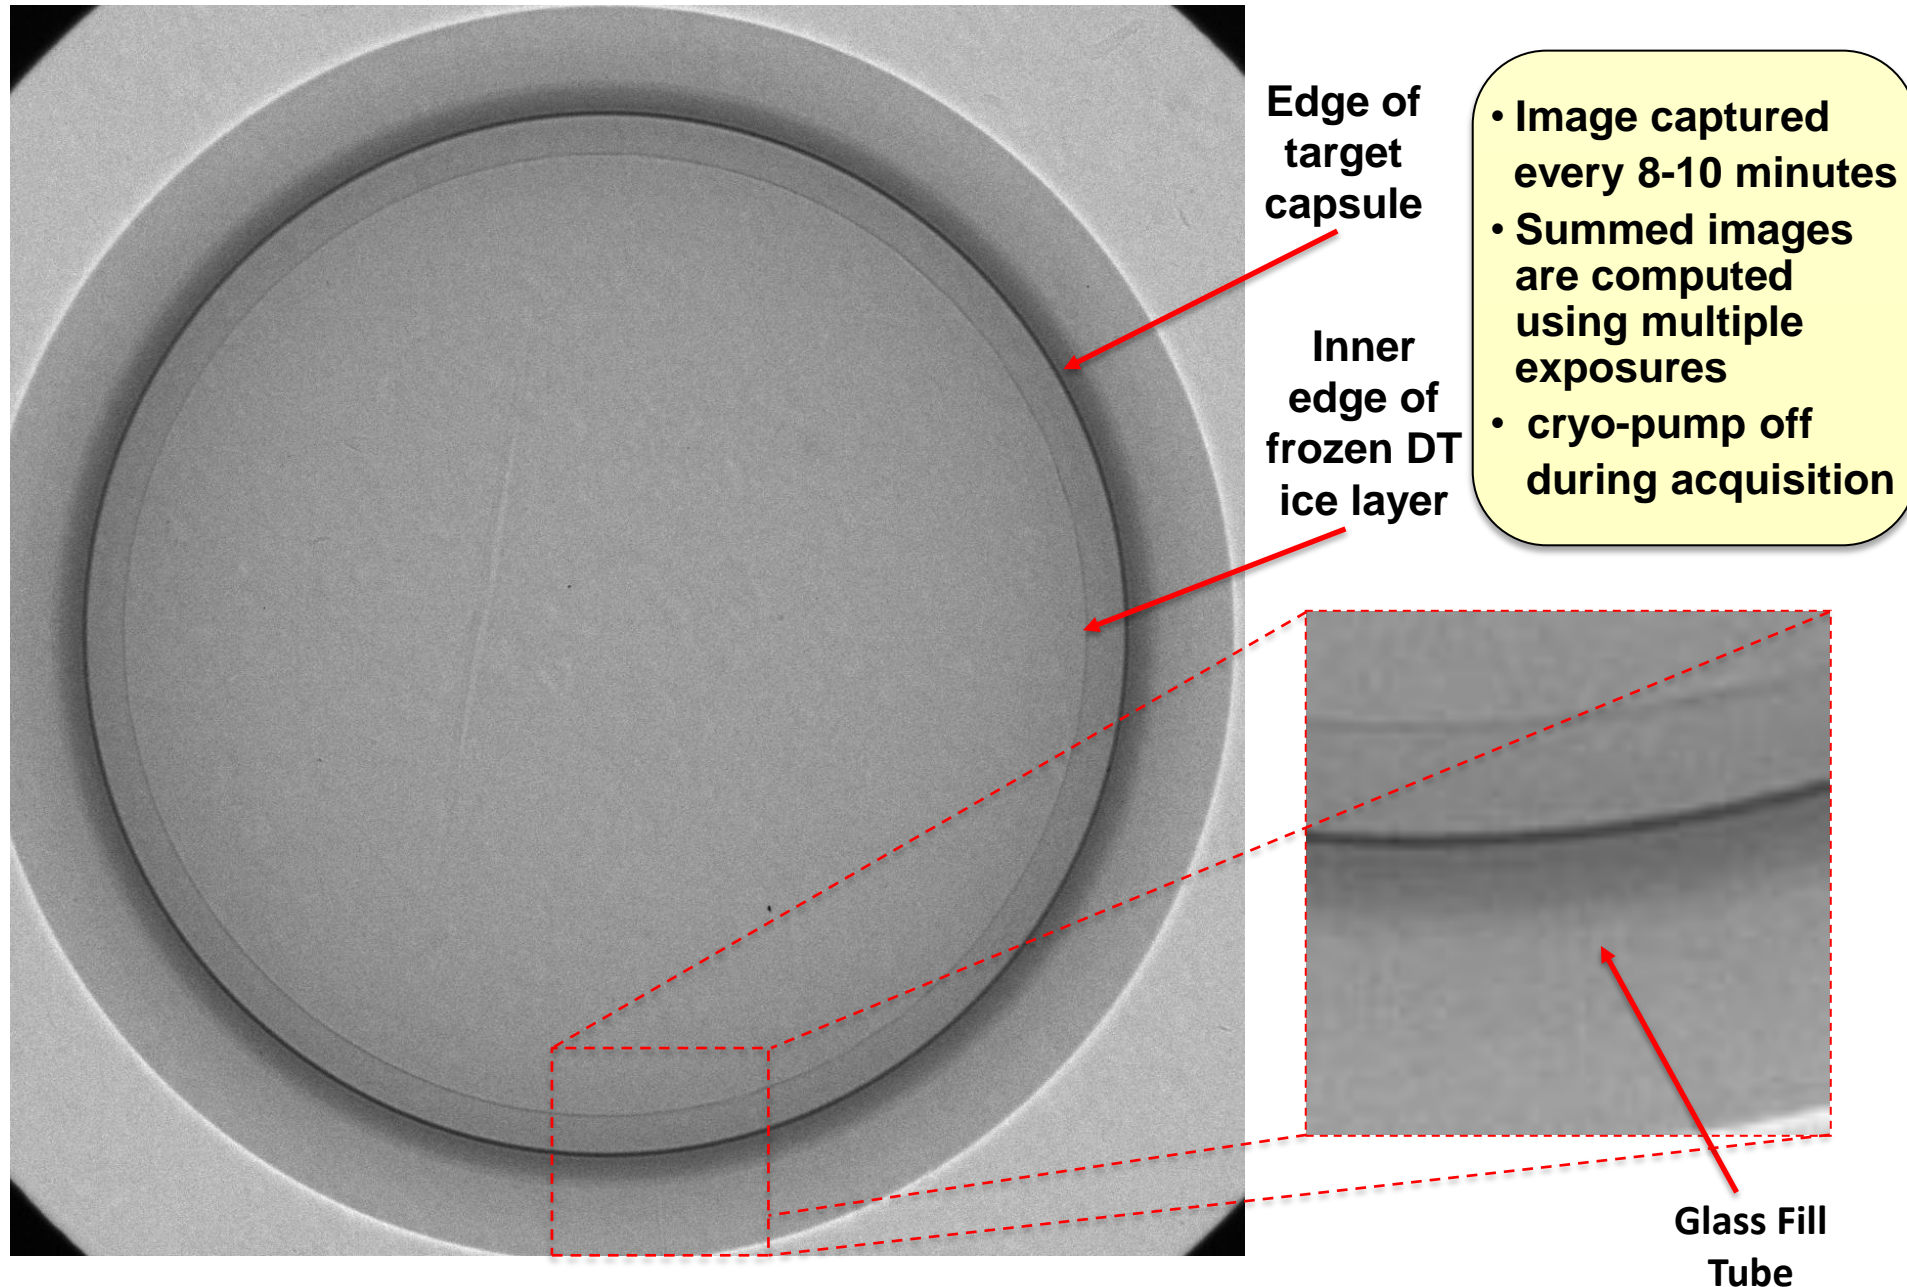 Edge of
target
capsule
Inner
edge of
frozen DT
ice layer
• Image captured
every 8-10 minutes
• Summed images
are computed
using multiple
exposures
• cryo-pump off
during acquisition
Glass Fill
Tube